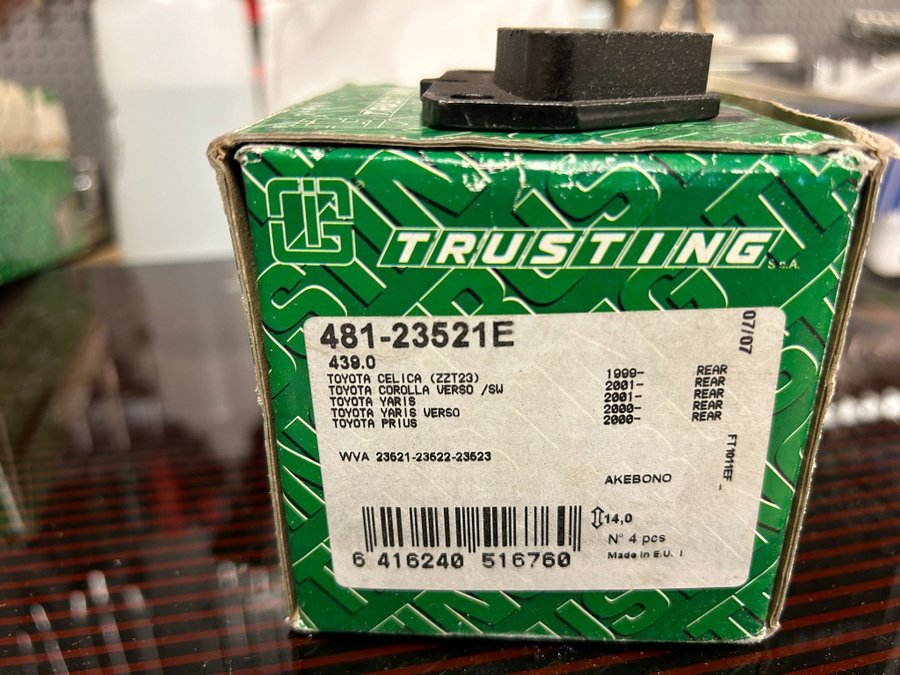 TRUSTING S.p.A.
481-23521E
07/07
439.0
TOYOTA CELICA (ZZT23) 1999- REAR
TOYOTA COROLLA VERSO /SW 2001- REAR
TOYOTA YARIS 2001- REAR
TOYOTA YARIS VERSO 2000- REAR
TOYOTA PRIUS 2000- REAR
WVA 23521-23522-23523
FT1011EF -
AKEBONO
14,0
N° 4 pcs
Made in E.U. I
6 416240 516760